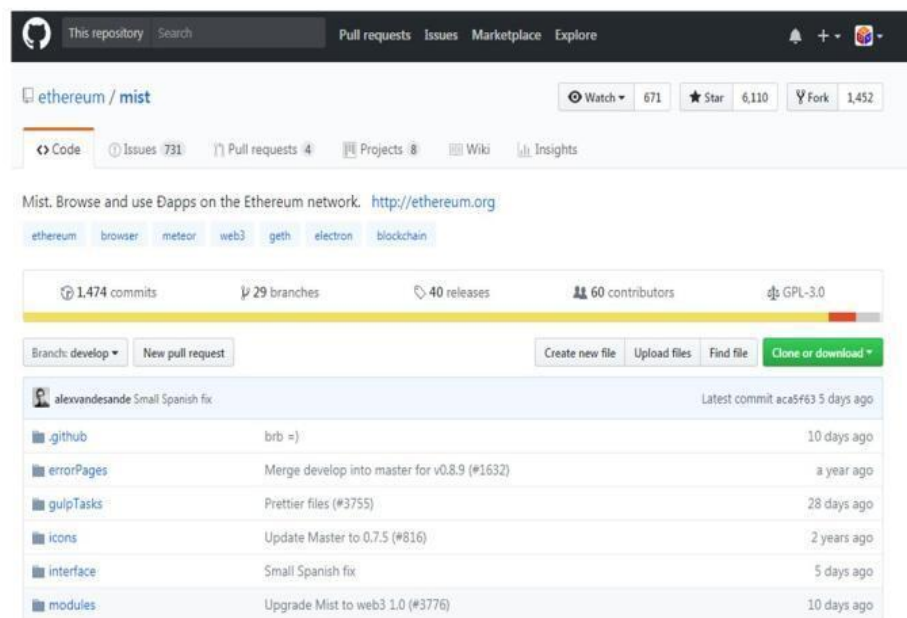 This repository Search Pull requests Issues Marketplace Explore
ethereum / mist Watch 671 Star 6,110 Fork 1,452
Code Issues 731 Pull requests 4 Projects 8 Wiki Insights
Mist. Browse and use Ðapps on the Ethereum network. http://ethereum.org
ethereum browser meteor web3 geth electron blockchain
1,474 commits 29 branches 40 releases 60 contributors GPL-3.0
Branch: develop New pull request Create new file Upload files Find file Clone or download
alexvandesande Small Spanish fix Latest commit aca5f63 5 days ago
.github brb =) 10 days ago
errorPages Merge develop into master for v0.8.9 (#1632) a year ago
gulpTasks Prettier files (#3755) 28 days ago
icons Update Master to 0.7.5 (#816) 2 years ago
interface Small Spanish fix 5 days ago
modules Upgrade Mist to web3 1.0 (#3776) 10 days ago